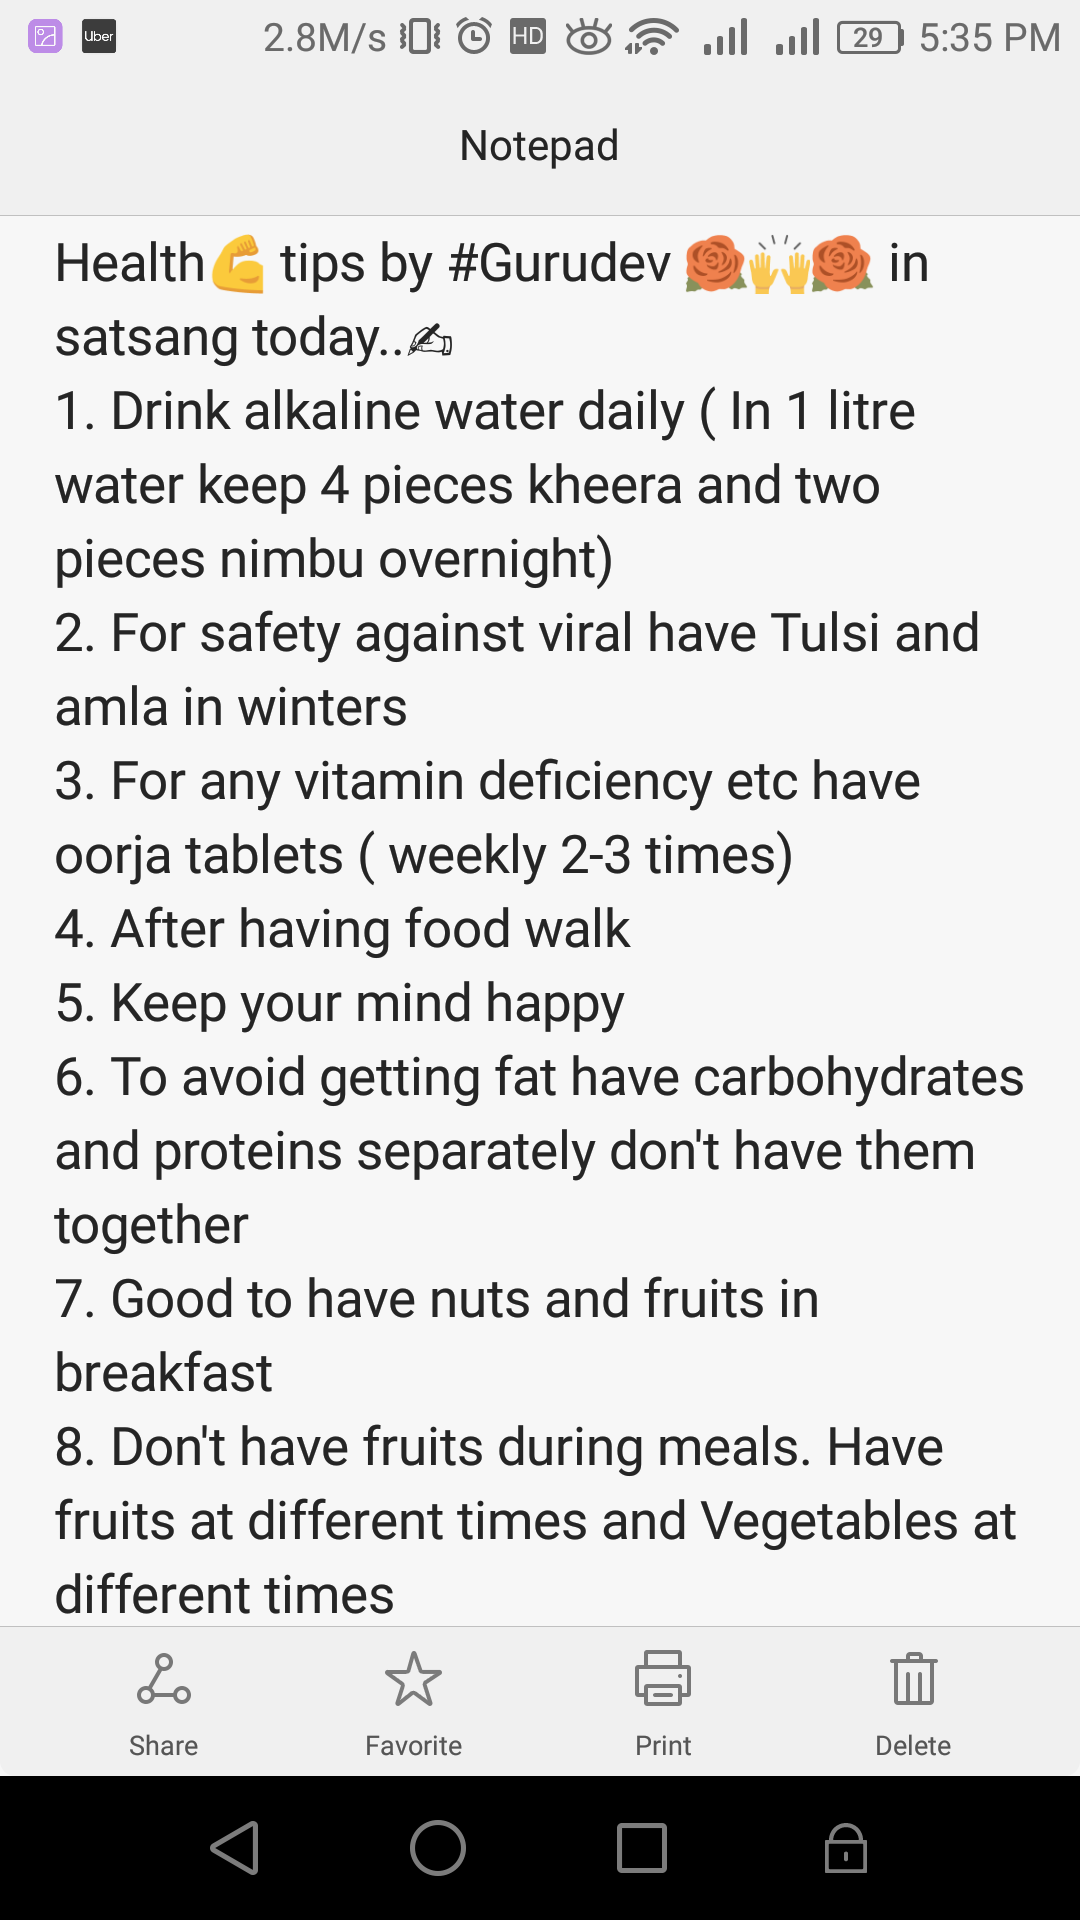 Uber 2.8M/s HD 29 5:35 PM
Notepad
Health💪 tips by #Gurudev 🌹🙌🌹 in
satsang today..✍
1. Drink alkaline water daily ( In 1 litre
water keep 4 pieces kheera and two
pieces nimbu overnight)
2. For safety against viral have Tulsi and
amla in winters
3. For any vitamin deficiency etc have
oorja tablets ( weekly 2-3 times)
4. After having food walk
5. Keep your mind happy
6. To avoid getting fat have carbohydrates
and proteins separately don't have them
together
7. Good to have nuts and fruits in
breakfast
8. Don't have fruits during meals. Have
fruits at different times and Vegetables at
different times
Share Favorite Print Delete